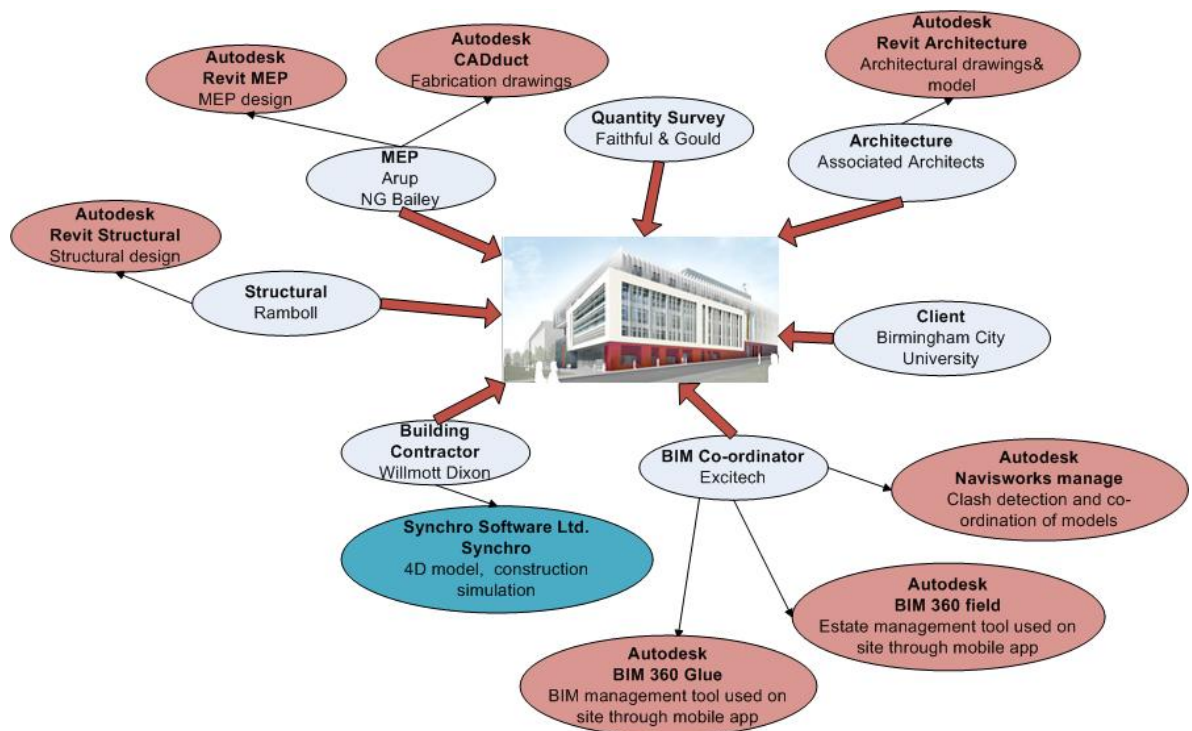 Autodesk
Revit MEP
MEP design
Autodesk
CADduct
Fabrication drawings
Autodesk
Revit Architecture
Architectural drawings&
model
Quantity Survey
Faithful & Gould
MEP
Arup
NG Bailey
Architecture
Associated Architects
Autodesk
Revit Structural
Structural design
Structural
Ramboll
Client
Birmingham City
University
Building
Contractor
Willmott Dixon
BIM Co-ordinator
Excitech
Autodesk
Navisworks manage
Clash detection and co-
ordination of models
Synchro Software Ltd.
Synchro
4D model, construction
simulation
Autodesk
BIM 360 field
Estate management tool used on
site through mobile app
Autodesk
BIM 360 Glue
BIM management tool used on
site through mobile app